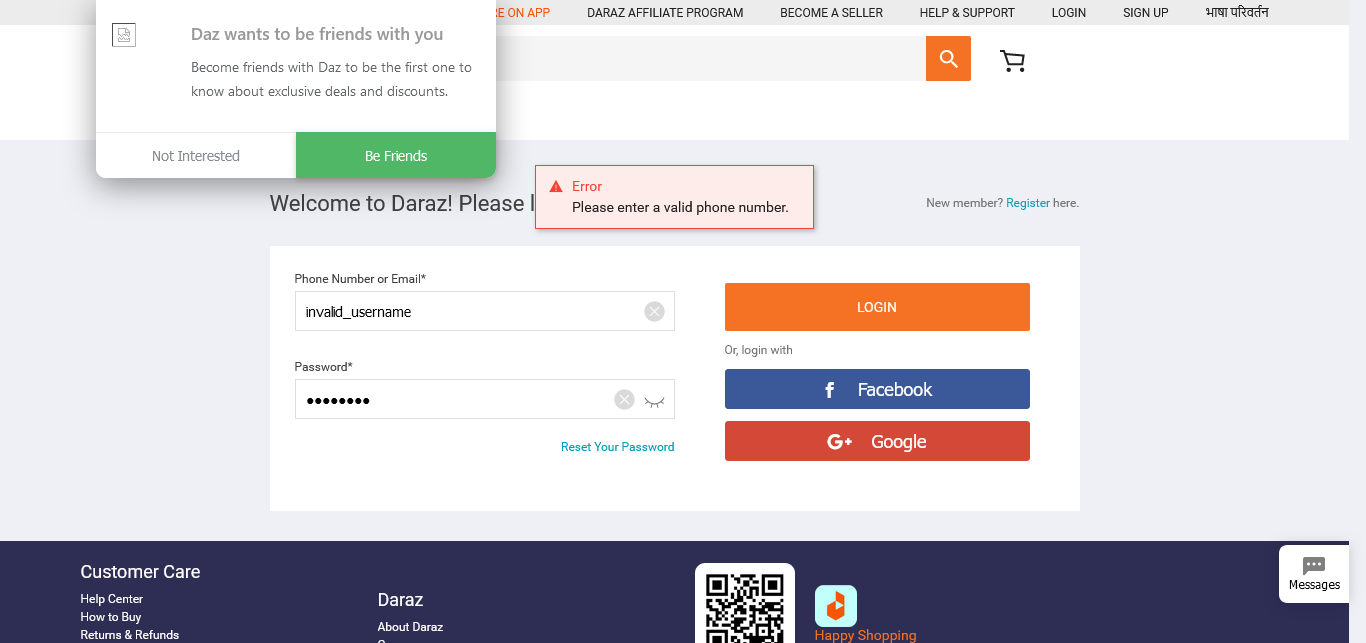 RE ON APP
DARAZ AFFILIATE PROGRAM
BECOME A SELLER
HELP & SUPPORT
LOGIN
SIGN UP
भाषा परिवर्तन
Daz wants to be friends with you
Become friends with Daz to be the first one to
know about exclusive deals and discounts.
Not Interested
Be Friends
Error
Please enter a valid phone number.
Welcome to Daraz! Please
New member? Register here.
Phone Number or Email*
invalid_username
Password*
Reset Your Password
LOGIN
Or, login with
Facebook
Google
Customer Care
Help Center
How to Buy
Returns & Refunds
Daraz
About Daraz
Happy Shopping
Messages